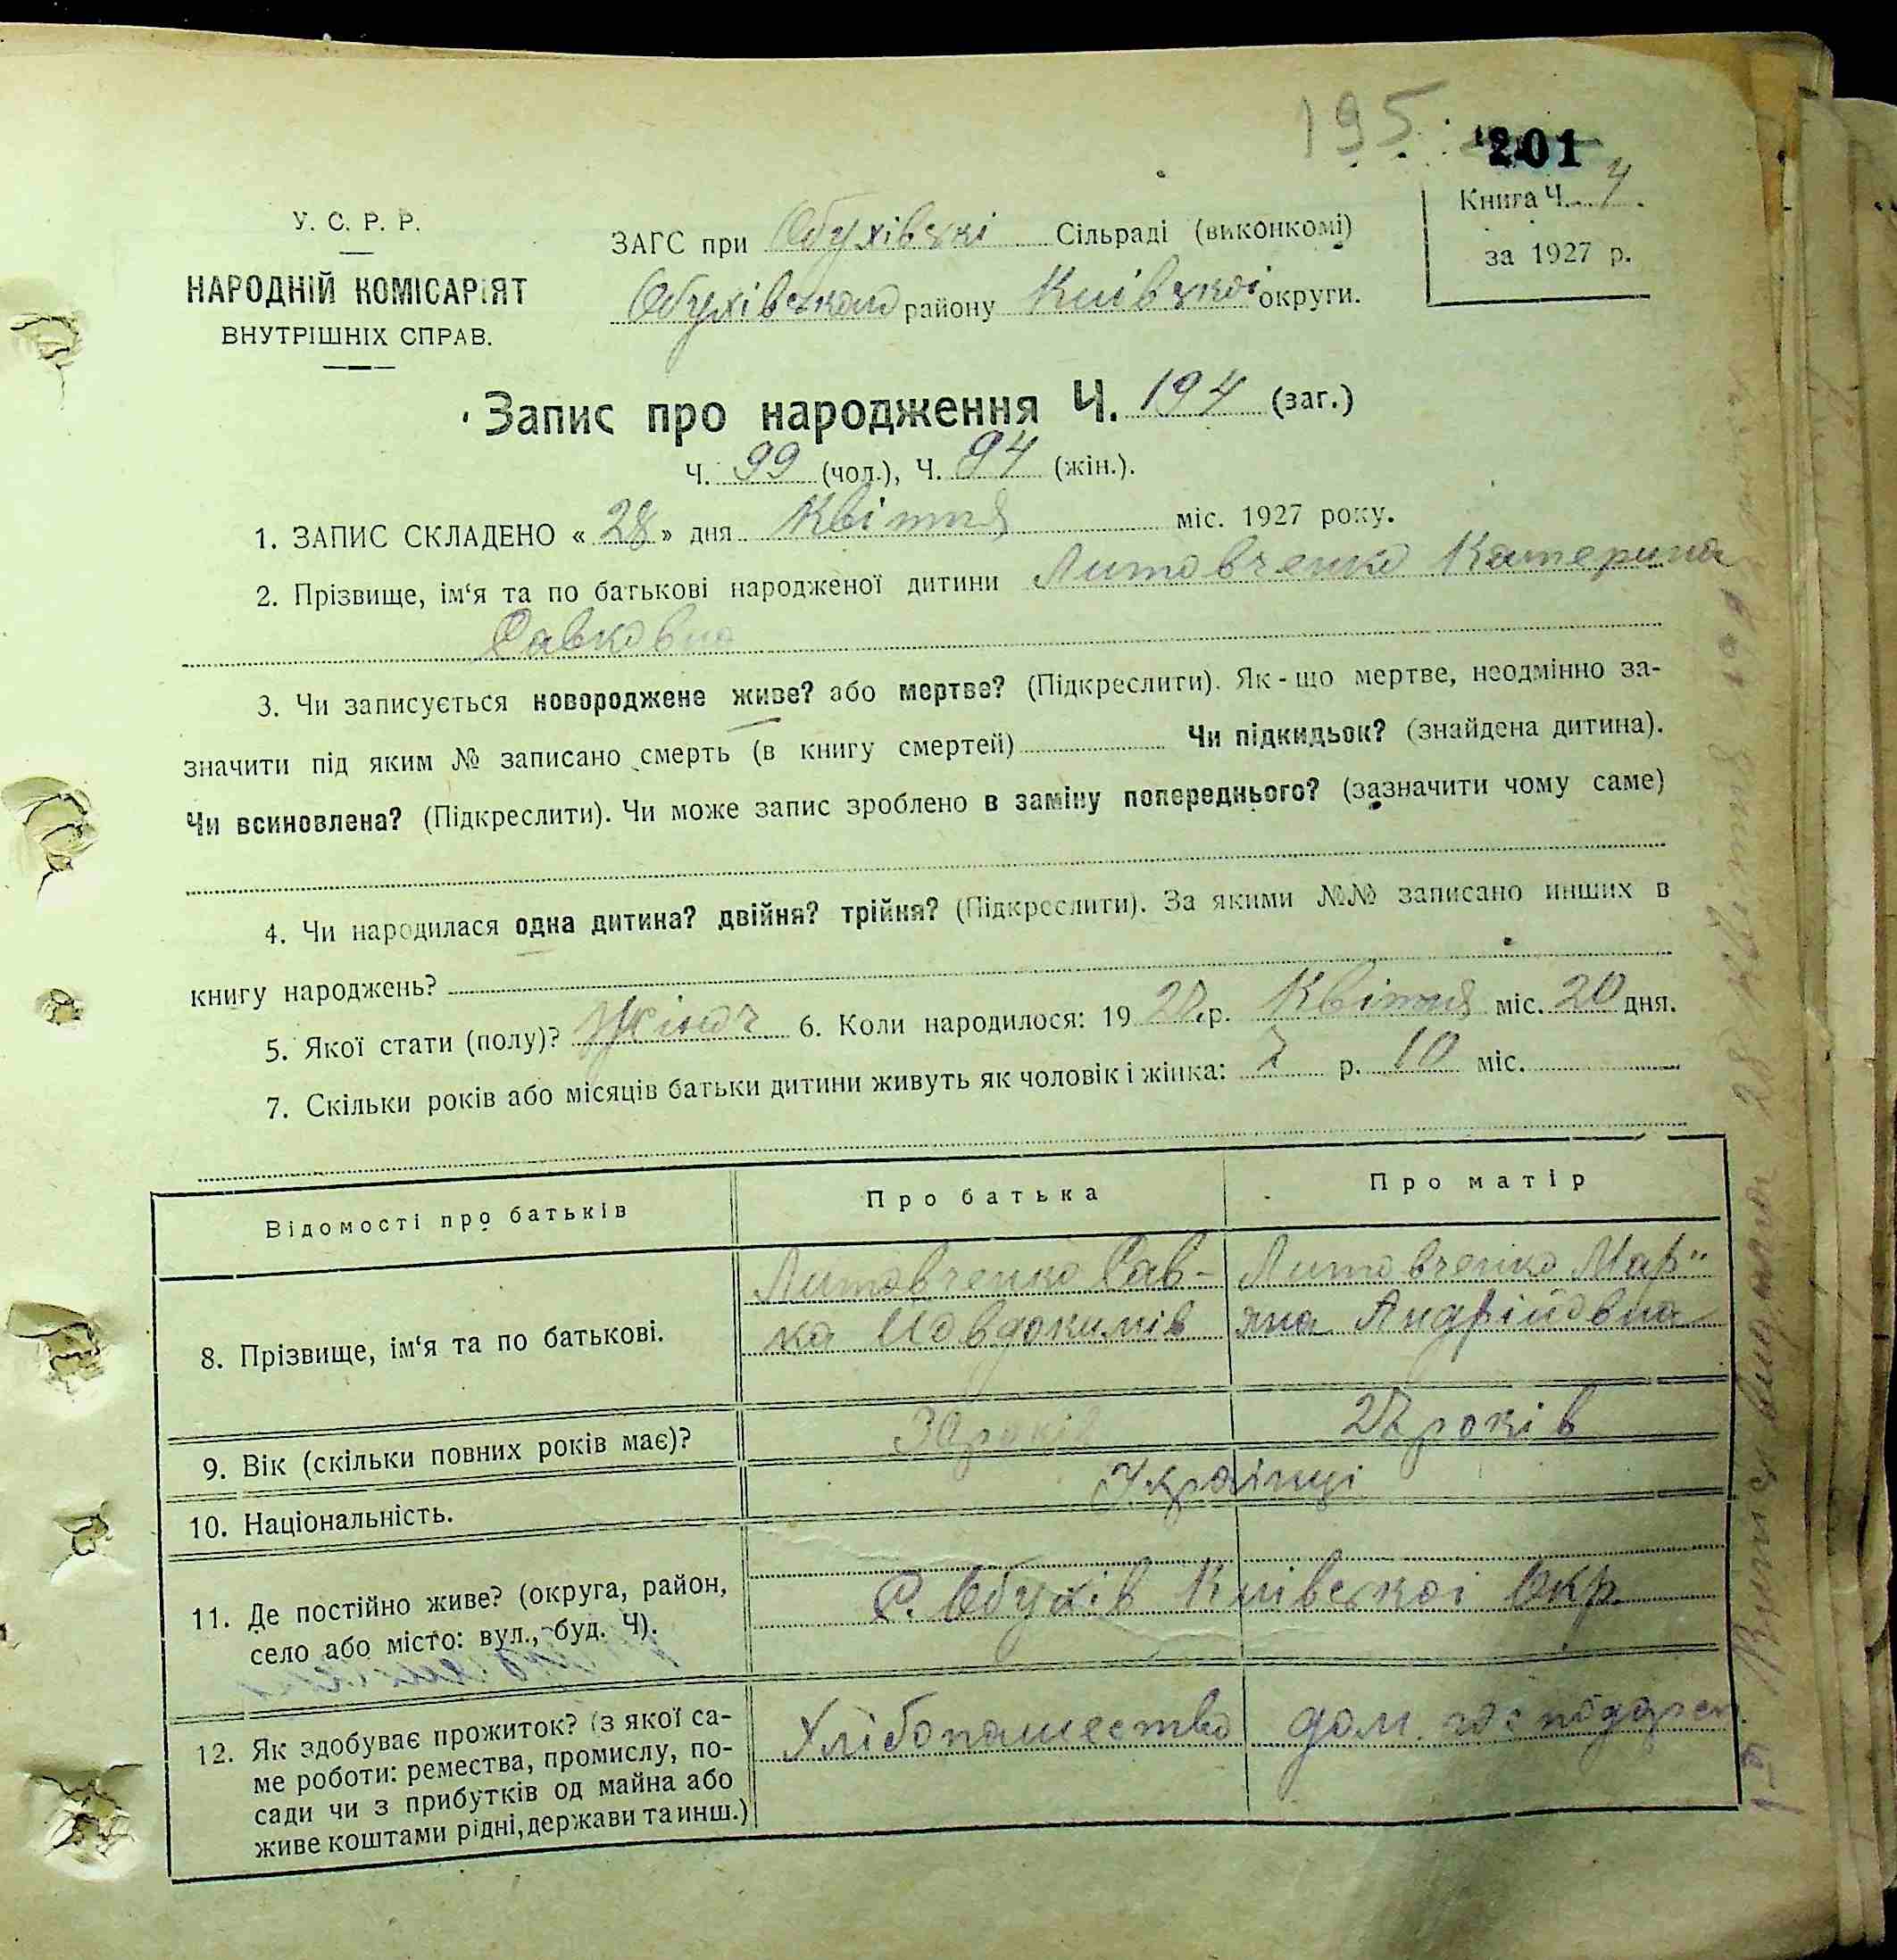 195
201
Книга Ч. 4
за 1927 р.
У. С. Р. Р.
НАРОДНІЙ КОМІСАРІЯТ
ВНУТРІШНІХ СПРАВ.
ЗАГС при Обухівскі Сільраді (виконкомі)
Обухівського району Київскої округи.
Запис про народження Ч. 194 (заг.)
Ч. 99 (чол.), Ч. 94 (жін.).
1. ЗАПИС СКЛАДЕНО « 28 » дня Квітня міс. 1927 року.
2. Прізвище, ім‘я та по батькові народженої дитини Литовченко Катерина
Савковна
3. Чи записується новороджене живе? або мертве? (Підкреслити). Як-що мертве, неодмінно за-
значити під яким № записано смерть (в книгу смертей) Чи підкидьок? (знайдена дитина).
Чи всиновлена? (Підкреслити). Чи може запис зроблено в заміну попереднього? (зазначити чому саме)
4. Чи народилася одна дитина? двійня? трійня? (Підкреслити). За якими №№ записано инших в
книгу народжень?
5. Якої стати (полу)? Жіноч 6. Коли народилося: 19 27 р. Квітня міс. 20 дня.
7. Скільки років або місяців батьки дитини живуть як чоловік і жінка: 7 р. 10 міс.
Відомості про батьків Про батька Про матір
8. Прізвище, ім‘я та по батькові. Литовченко Сав- Литовченко Мар"
ка Йовдокимів яна Андрійовна
9. Вік (скільки повних років має)? 30 років 27 років
10. Національність. Українці
11. Де постійно живе? (округа, район,
село або місто: вул., буд. Ч). С. Обухів Київскої Окр.
12. Як здобуває прожиток? (з якої са-
ме роботи: ремества, промислу, по-
сади чи з прибутків од майна або
живе коштами рідні, держави та инш.)
Хлібопашество дом. господарен.